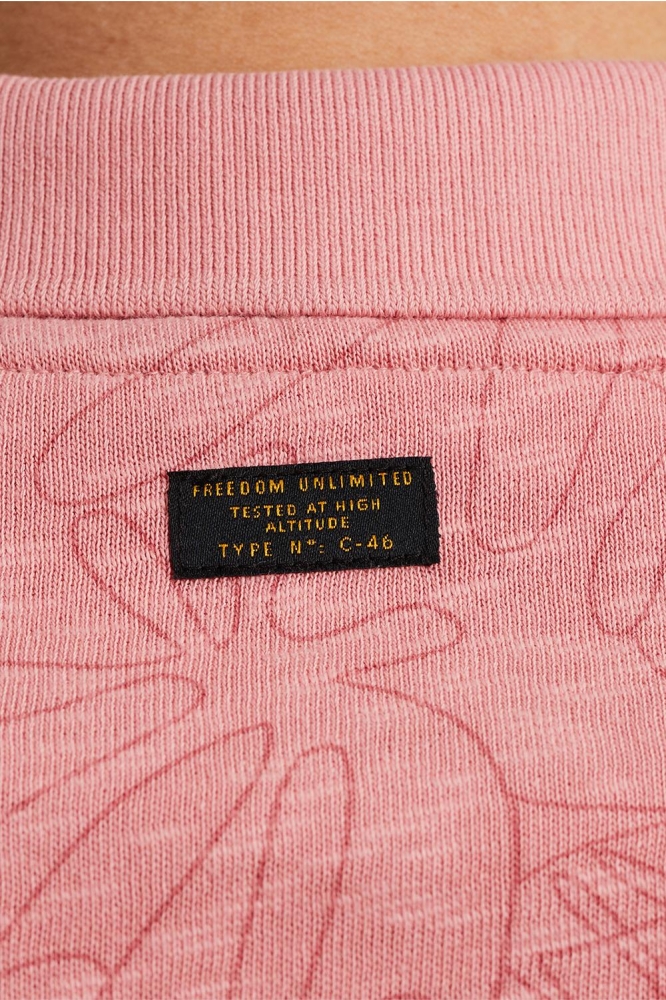 FREEDOM UNLIMITED
TESTED AT HIGH
ALTITUDE
TYPE N°: C-46